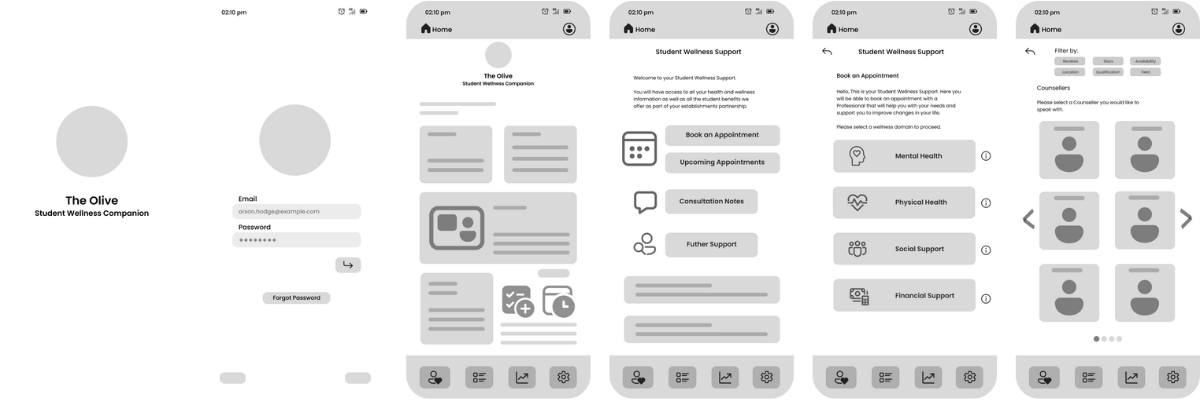 The Olive
Student Wellness Companion
02:10 pm
Email
orson.hodge@example.com
Password
Forgot Password
02:10 pm
Home
The Olive
Student Wellness Companion
02:10 pm
Home
Student Wellness Support
Welcome to your Student Wellness Support.
You will have access to all your health and wellness
information as well as all the student benefits we
offer as part of your establishments partnership.
Book an Appointment
Upcoming Appointments
Consultation Notes
Futher Support
02:10 pm
Home
Student Wellness Support
Book an Appointment
Hello, This is your Student Wellness Support. Here you
will be able to book an appointment with a
Professional that will help you with your needs and
support you to improve changes in your life.
Please select a wellness domain to proceed.
Mental Health
Physical Health
Social Support
Financial Support
02:10 pm
Home
Filter by:
Reviews
Stars
Availability
Location
Qualification
Counsellers
Please select a Counseller you would like to
speak with.